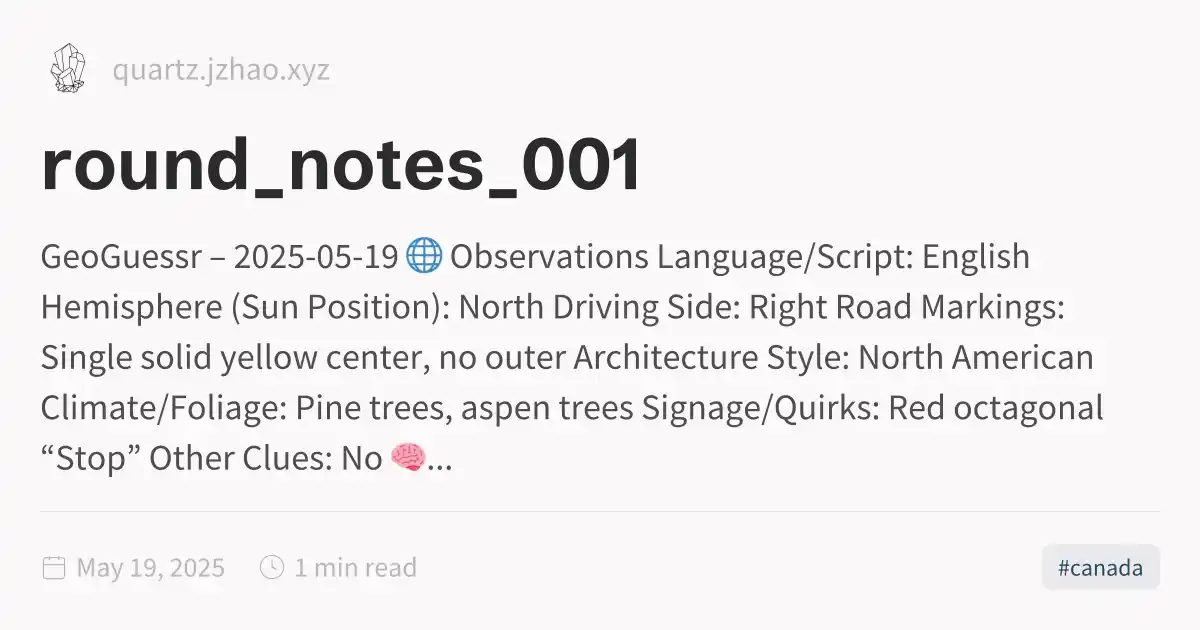 quartz.jzhao.xyz
round_notes_001
GeoGuessr – 2025-05-19 🌐 Observations Language/Script: English
Hemisphere (Sun Position): North Driving Side: Right Road Markings:
Single solid yellow center, no outer Architecture Style: North American
Climate/Foliage: Pine trees, aspen trees Signage/Quirks: Red octagonal
“Stop” Other Clues: No 🧠...
May 19, 2025
1 min read
#canada